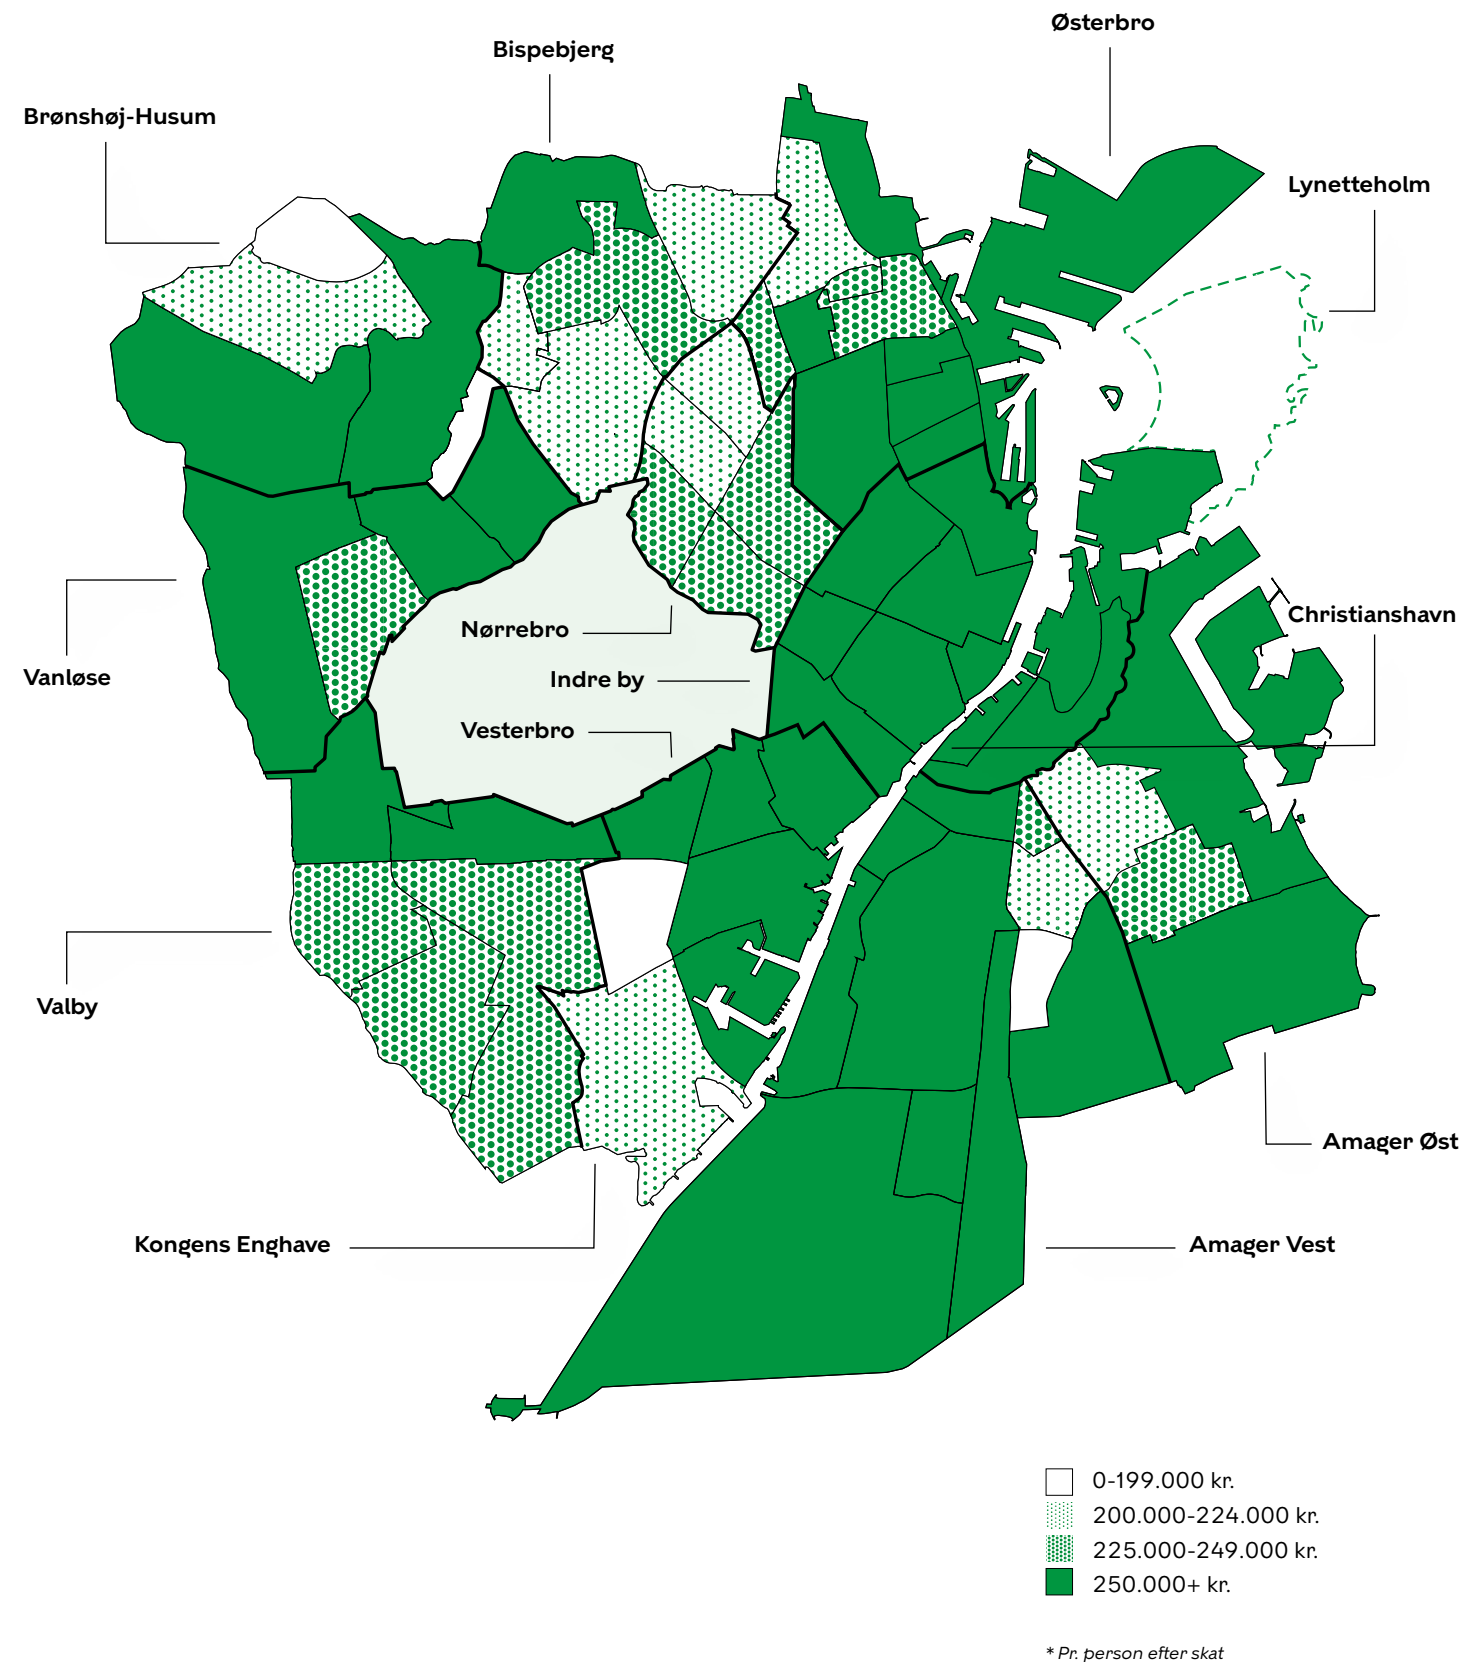 Østerbro
Bispebjerg
Brønshøj-Husum
Lynetteholm
Christianshavn
Nørrebro
Indre by
Vanløse
Vesterbro
Valby
Amager Øst
Kongens Enghave
Amager Vest
0-199.000 kr.
200.000-224.000 kr.
225.000-249.000 kr.
250.000+ kr.
* Pr. person efter skat